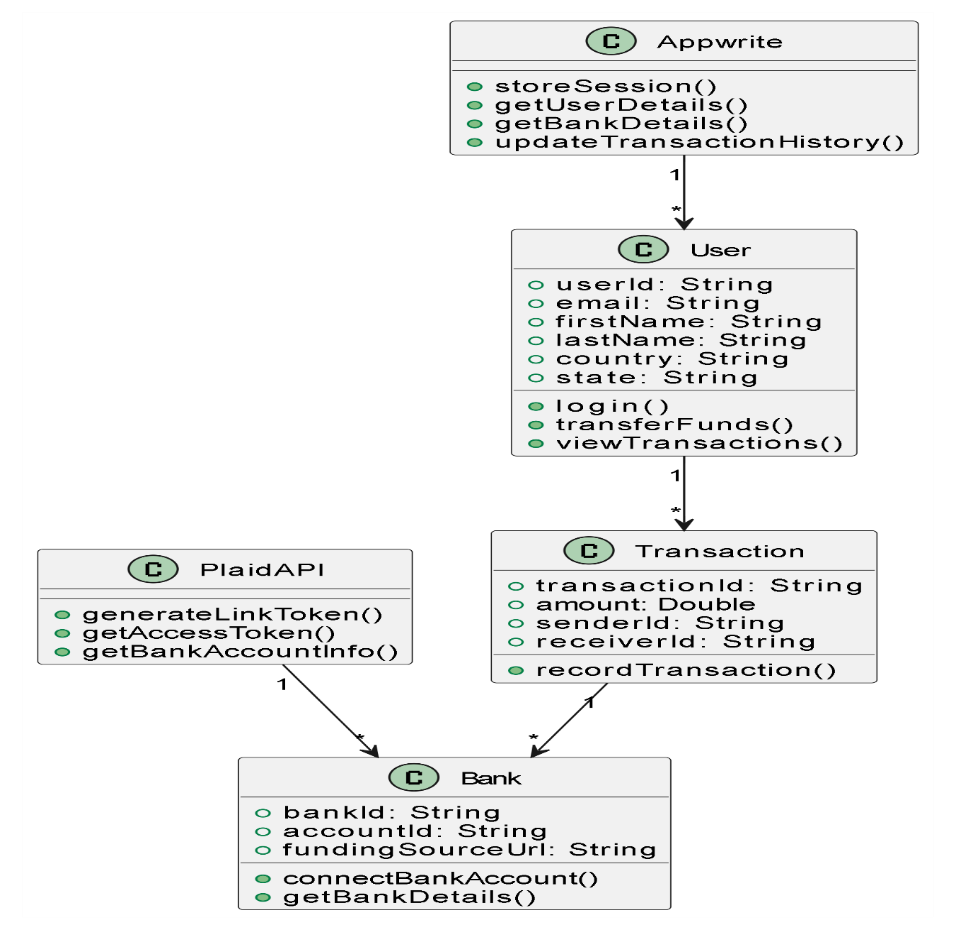 C Appwrite
storeSession()
getUserDetails()
getBankDetails()
updateTransactionHistory()
1
*
C User
userId: String
email: String
firstName: String
lastName: String
country: String
state: String
login()
transferFunds()
viewTransactions()
1
*
C Transaction
transactionId: String
amount: Double
senderId: String
receiverId: String
recordTransaction()
C PlaidAPI
generateLinkToken()
getAccessToken()
getBankAccountInfo()
1
*
1
*
C Bank
bankId: String
accountId: String
fundingSourceUrl: String
connectBankAccount()
getBankDetails()